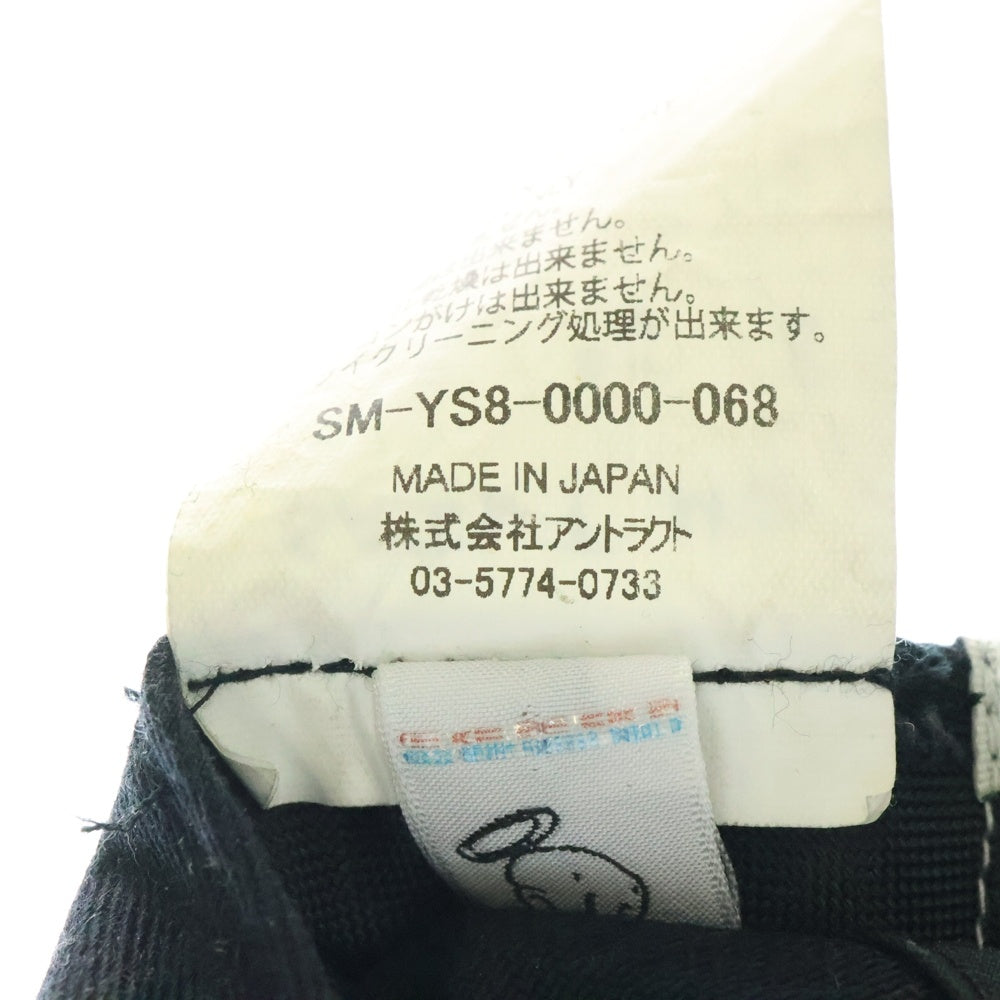 出来ません。
燥は出来ません。
ンがけは出来ません。
イクリーニング処理が出来ます。
SM-YS8-0000-068
MADE IN JAPAN
株式会社アントラクト
03-5774-0733